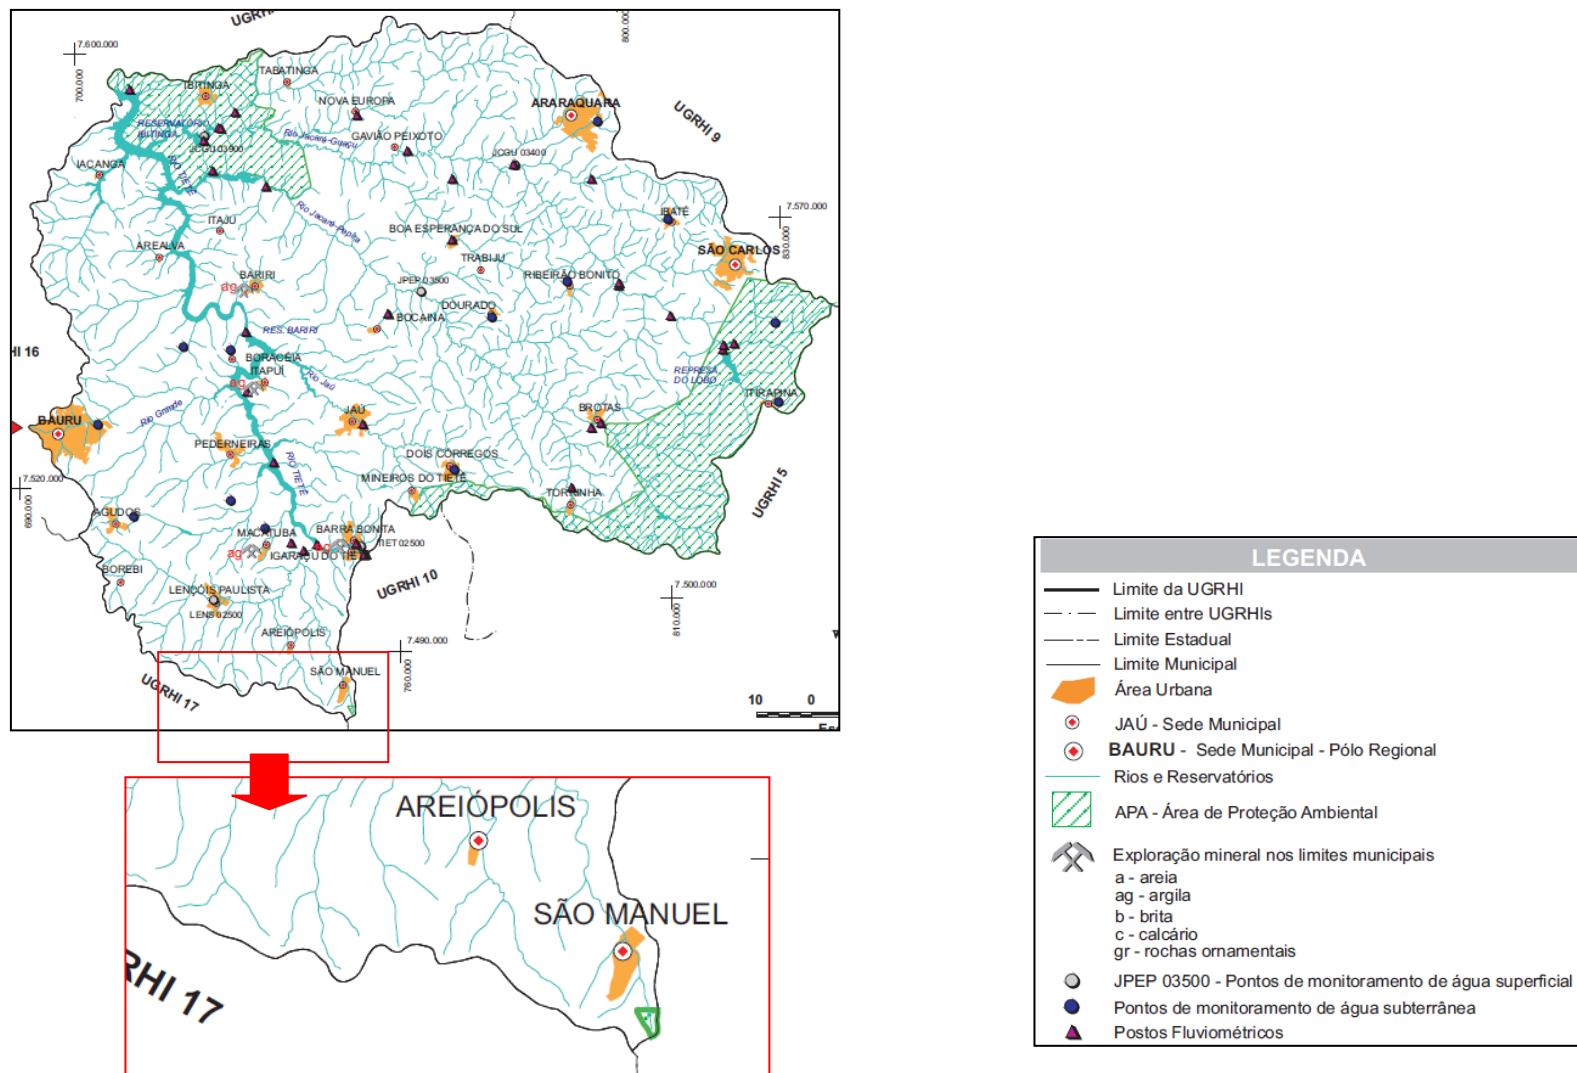 UGRHI
7.600.000
700.000
800.000
TABATINGA
IBITINGA
NOVA EUROPA
ARARAQUARA
UGRHI 9
RESERVATÓRIO
IBITINGA
Rio Jacaré-Guaçu
GAVIÃO PEIXOTO
JCGU 03900
JCGU 03400
IACANGA
RIO TIETÊ
Rio Jacaré-Pepira
IBATÉ
7.570.000
830.000
ITAJU
BOA ESPERANÇA DO SUL
AREALVA
TRABIJU
SÃO CARLOS
BARIRI
ag
JPEP 03500
RIBEIRÃO BONITO
DOURADO
BOCAINA
RES. BARIRI
HI 16
BORACÉIA
ITAPUÍ
ag
Rio Jaú
REPRESA
DO LOBO
ITIRAPINA
Rio Grande
JAÚ
BROTAS
BAURU
PEDERNEIRAS
DOIS CÓRREGOS
RIO TIETÊ
MINEIROS DO TIETÊ
7.520.000
690.000
TORRINHA
UGRHI 5
AGUDOS
MACATUBA
BARRA BONITA
ag
IGARAÇU DO TIETÊ
TIET 02500
BOREBI
UGRHI 10
LENÇÓIS PAULISTA
LENS 02500
7.500.000
810.000
AREIÓPOLIS
7.490.000
760.000
SÃO MANUEL
UGRHI 17
10 0
Es
AREIÓPOLIS
SÃO MANUEL
RHI 17
LEGENDA
Limite da UGRHI
Limite entre UGRHIs
Limite Estadual
Limite Municipal
Área Urbana
JAÚ - Sede Municipal
BAURU - Sede Municipal - Pólo Regional
Rios e Reservatórios
APA - Área de Proteção Ambiental
Exploração mineral nos limites municipais
a - areia
ag - argila
b - brita
c - calcário
gr - rochas ornamentais
JPEP 03500 - Pontos de monitoramento de água superficial
Pontos de monitoramento de água subterrânea
Postos Fluviométricos